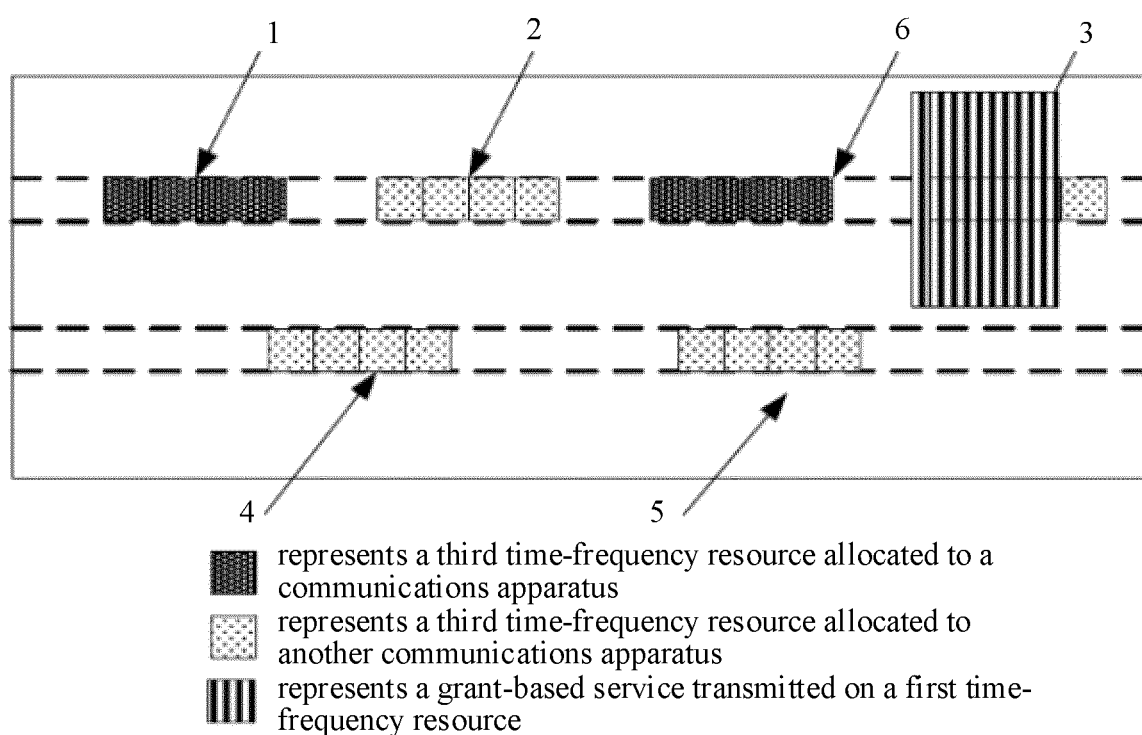 1 2 6 3
4 5
represents a third time-frequency resource allocated to a
communications apparatus
represents a third time-frequency resource allocated to
another communications apparatus
represents a grant-based service transmitted on a first time-
frequency resource